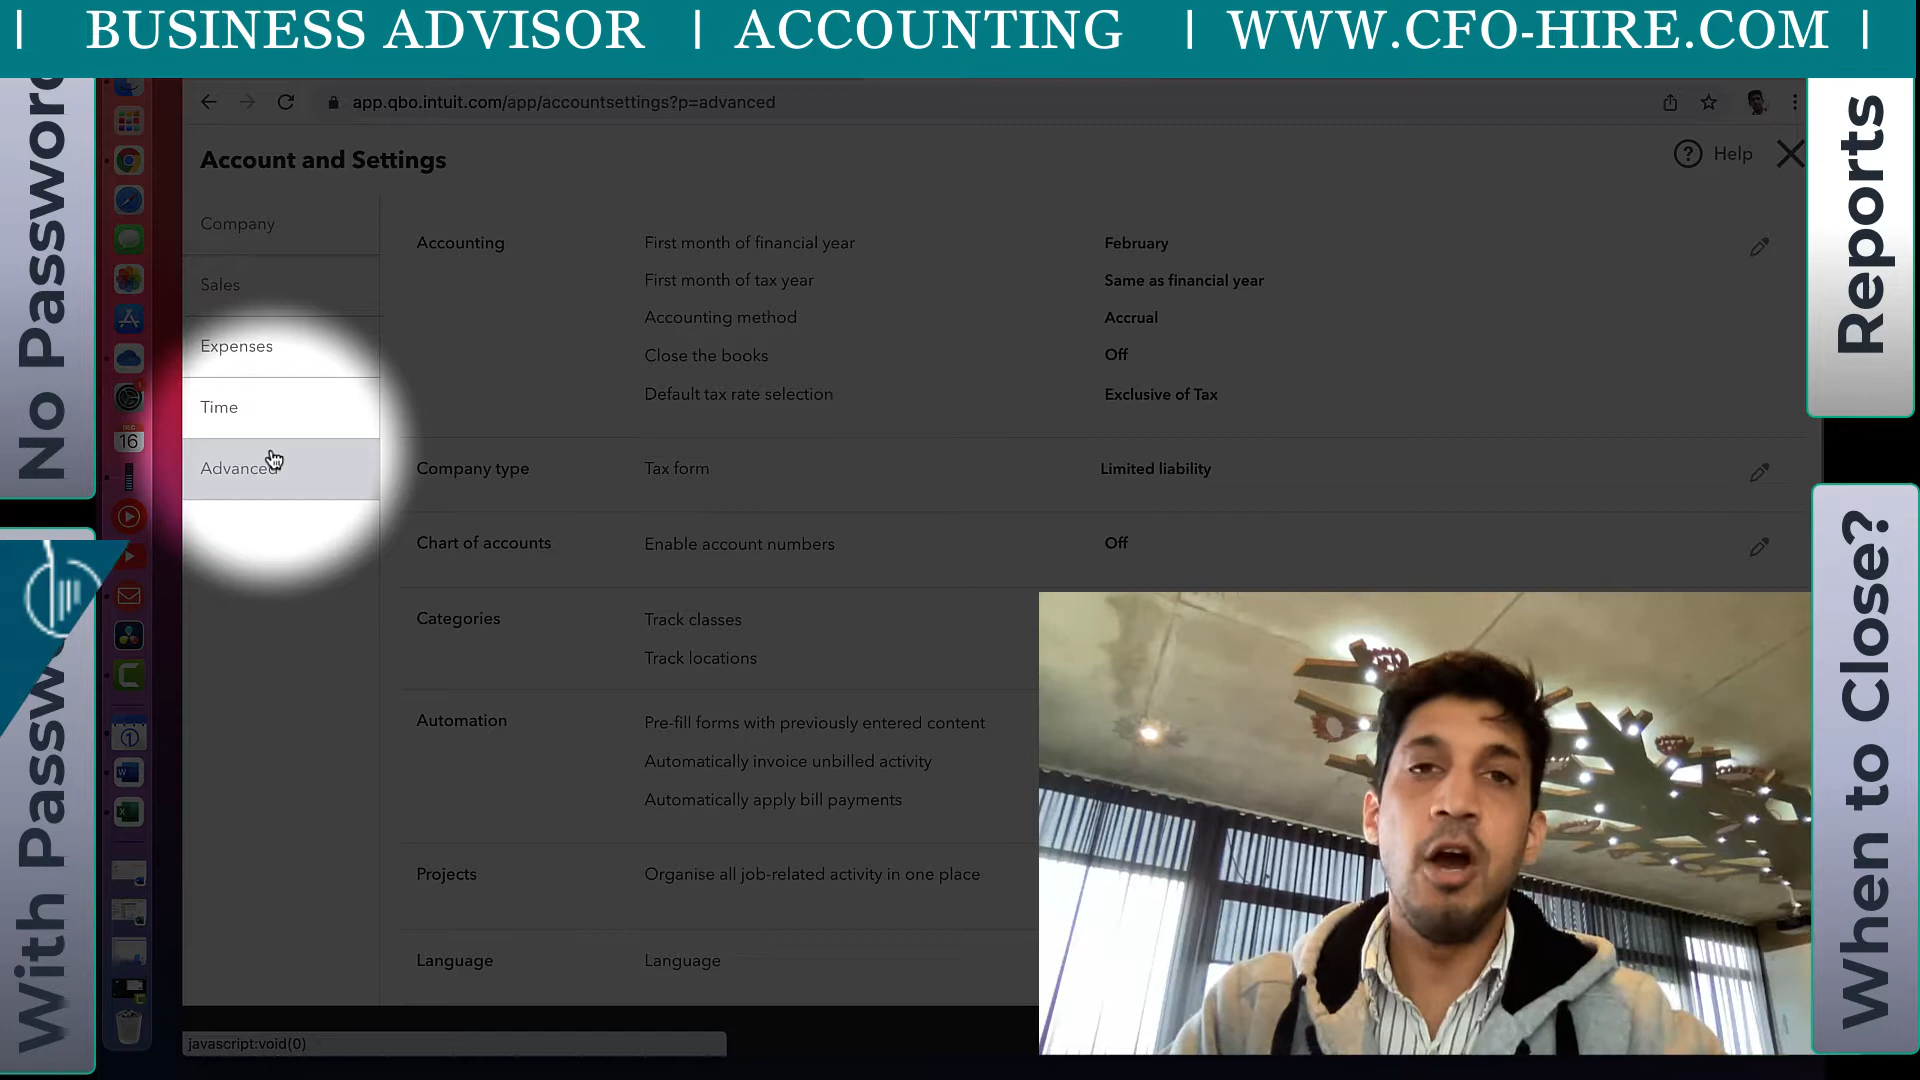 | BUSINESS ADVISOR | ACCOUNTING | WWW.CFO-HIRE.COM |
No Password
With Passw
Reports
When to Close?
app.qbo.intuit.com/app/accountsettings?p=advanced
Account and Settings
Help
Company
Sales
Expenses
Time
Advanced
Accounting
First month of financial year February
First month of tax year Same as financial year
Accounting method Accrual
Close the books Off
Default tax rate selection Exclusive of Tax
Company type Tax form Limited liability
Chart of accounts Enable account numbers Off
Categories Track classes
Track locations
Automation Pre-fill forms with previously entered content
Automatically invoice unbilled activity
Automatically apply bill payments
Projects Organise all job-related activity in one place
Language Language
DEC
16
javascript:void(0)